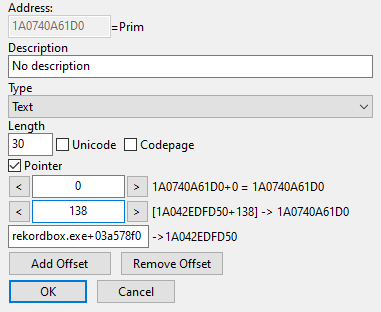 Address:
1A0740A61D0 =Prim
Description
No description
Type
Text
Length
30 Unicode Codepage
Pointer
< 0 > 1A0740A61D0+0 = 1A0740A61D0
< 138 > [1A042EDFD50+138] -> 1A0740A61D0
rekordbox.exe+03a578f0 ->1A042EDFD50
Add Offset Remove Offset
OK Cancel